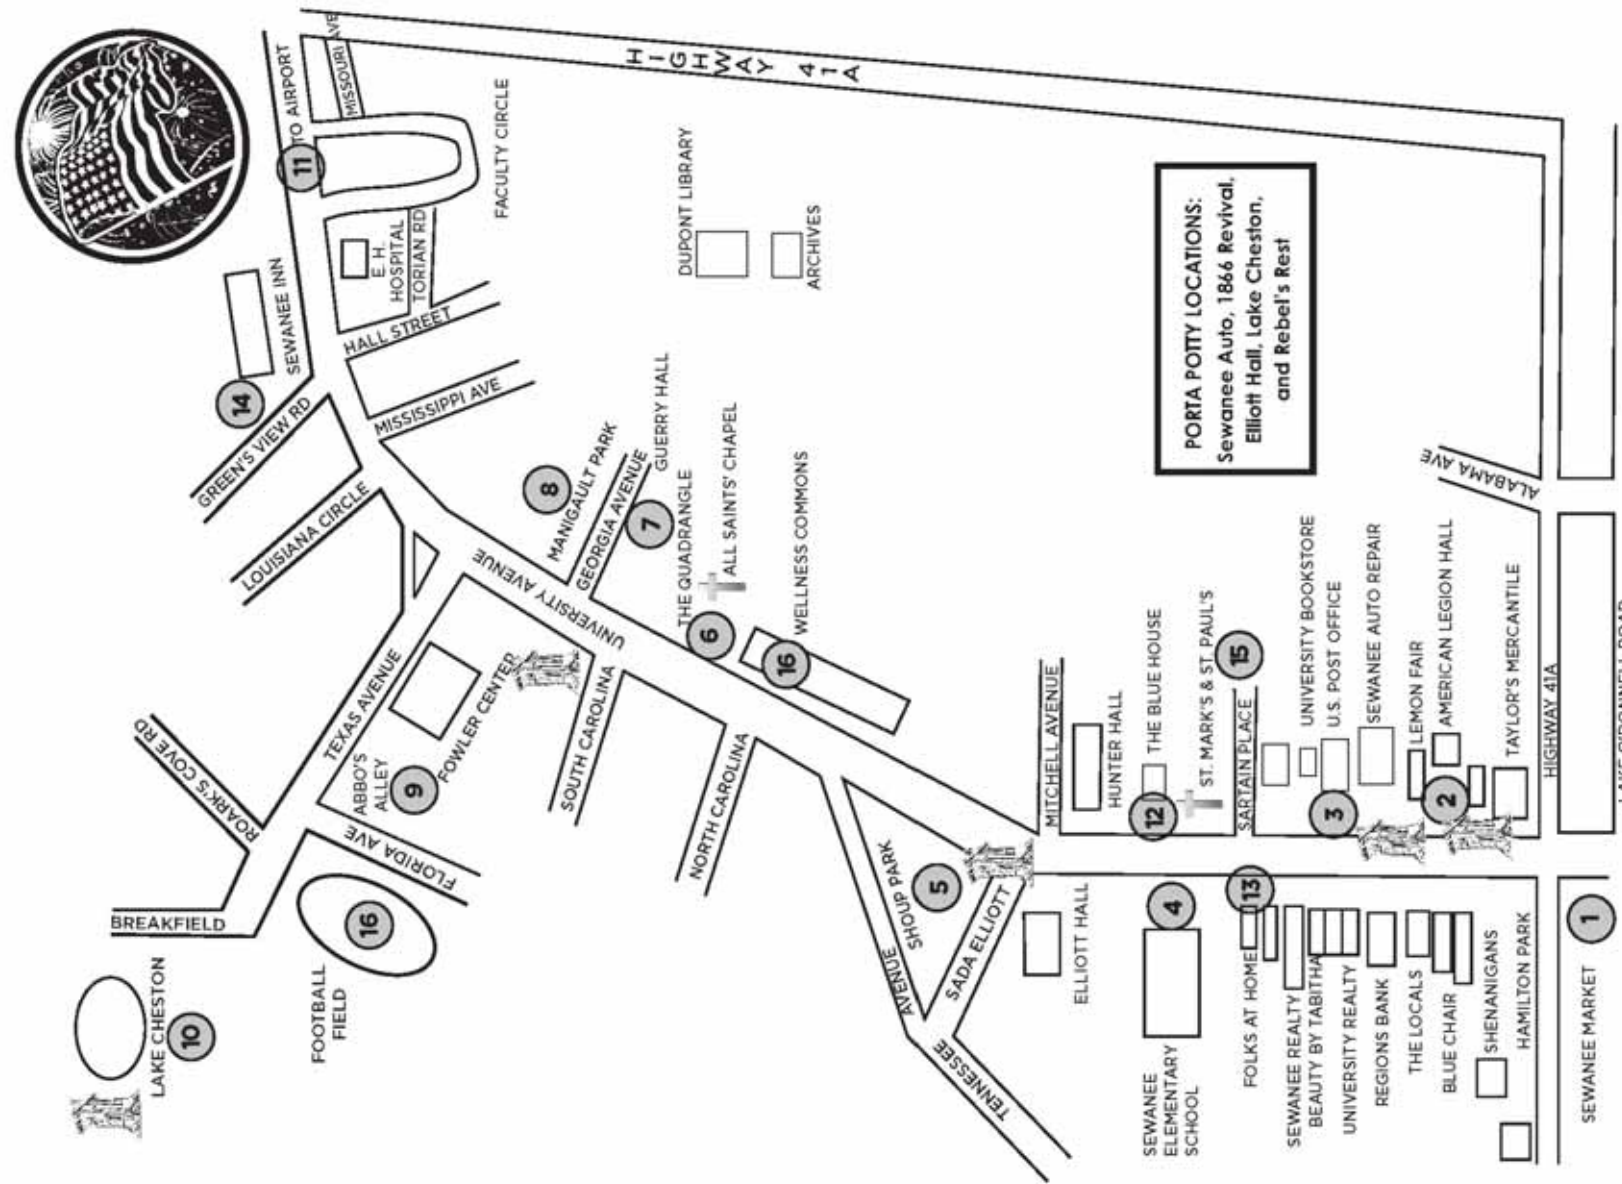 HIGHWAY 41A
TO AIRPORT
MISSOURI AVE
11
FACULTY CIRCLE
E. H.
HOSPITAL
TORIAN RD
SEWANEE INN
14
HALL STREET
GREEN'S VIEW RD
MISSISSIPPI AVE
LOUISIANA CIRCLE
DUPONT LIBRARY
ARCHIVES
8
MANIGAULT PARK
GEORGIA AVENUE
GUERRY HALL
7
THE QUADRANGLE
6
ALL SAINTS' CHAPEL
WELLNESS COMMONS
16
UNIVERSITY AVENUE
PORTA POTTY LOCATIONS:
Sewanee Auto, 1866 Revival,
Elliott Hall, Lake Cheston,
and Rebel's Rest
ALABAMA AVE
TEXAS AVENUE
FOWLER CENTER
ABBO'S
ALLEY
9
SOUTH CAROLINA
NORTH CAROLINA
ROARK'S COVE RD
FLORIDA AVE
BREAKFIELD
16
FOOTBALL
FIELD
LAKE CHESTON
10
MITCHELL AVENUE
HUNTER HALL
THE BLUE HOUSE
12
ST. MARK'S & ST. PAUL'S
15
SARTAIN PLACE
UNIVERSITY BOOKSTORE
U.S. POST OFFICE
3
SEWANEE AUTO REPAIR
LEMON FAIR
AMERICAN LEGION HALL
2
TAYLOR'S MERCANTILE
HIGHWAY 41A
SHOUP PARK
5
SADA ELLIOTT
TENNESSEE AVENUE
ELLIOTT HALL
4
SEWANEE
ELEMENTARY
SCHOOL
13
FOLKS AT HOME
SEWANEE REALTY
BEAUTY BY TABITHA
UNIVERSITY REALTY
REGIONS BANK
THE LOCALS
BLUE CHAIR
SHENANIGANS
HAMILTON PARK
1
SEWANEE MARKET